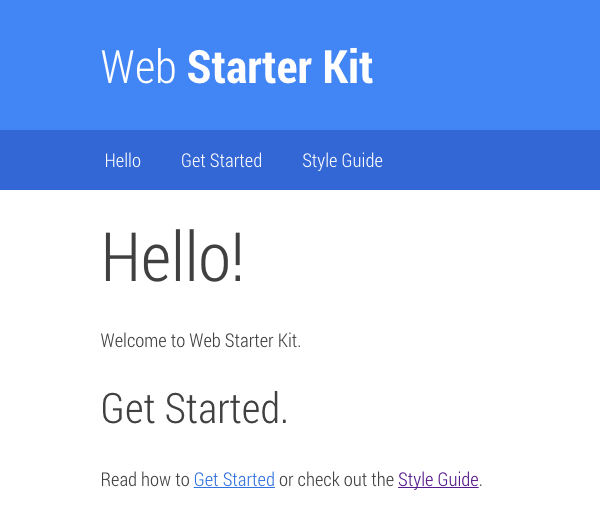 Web Starter Kit
Hello Get Started Style Guide
Hello!
Welcome to Web Starter Kit.
Get Started.
Read how to Get Started or check out the Style Guide.